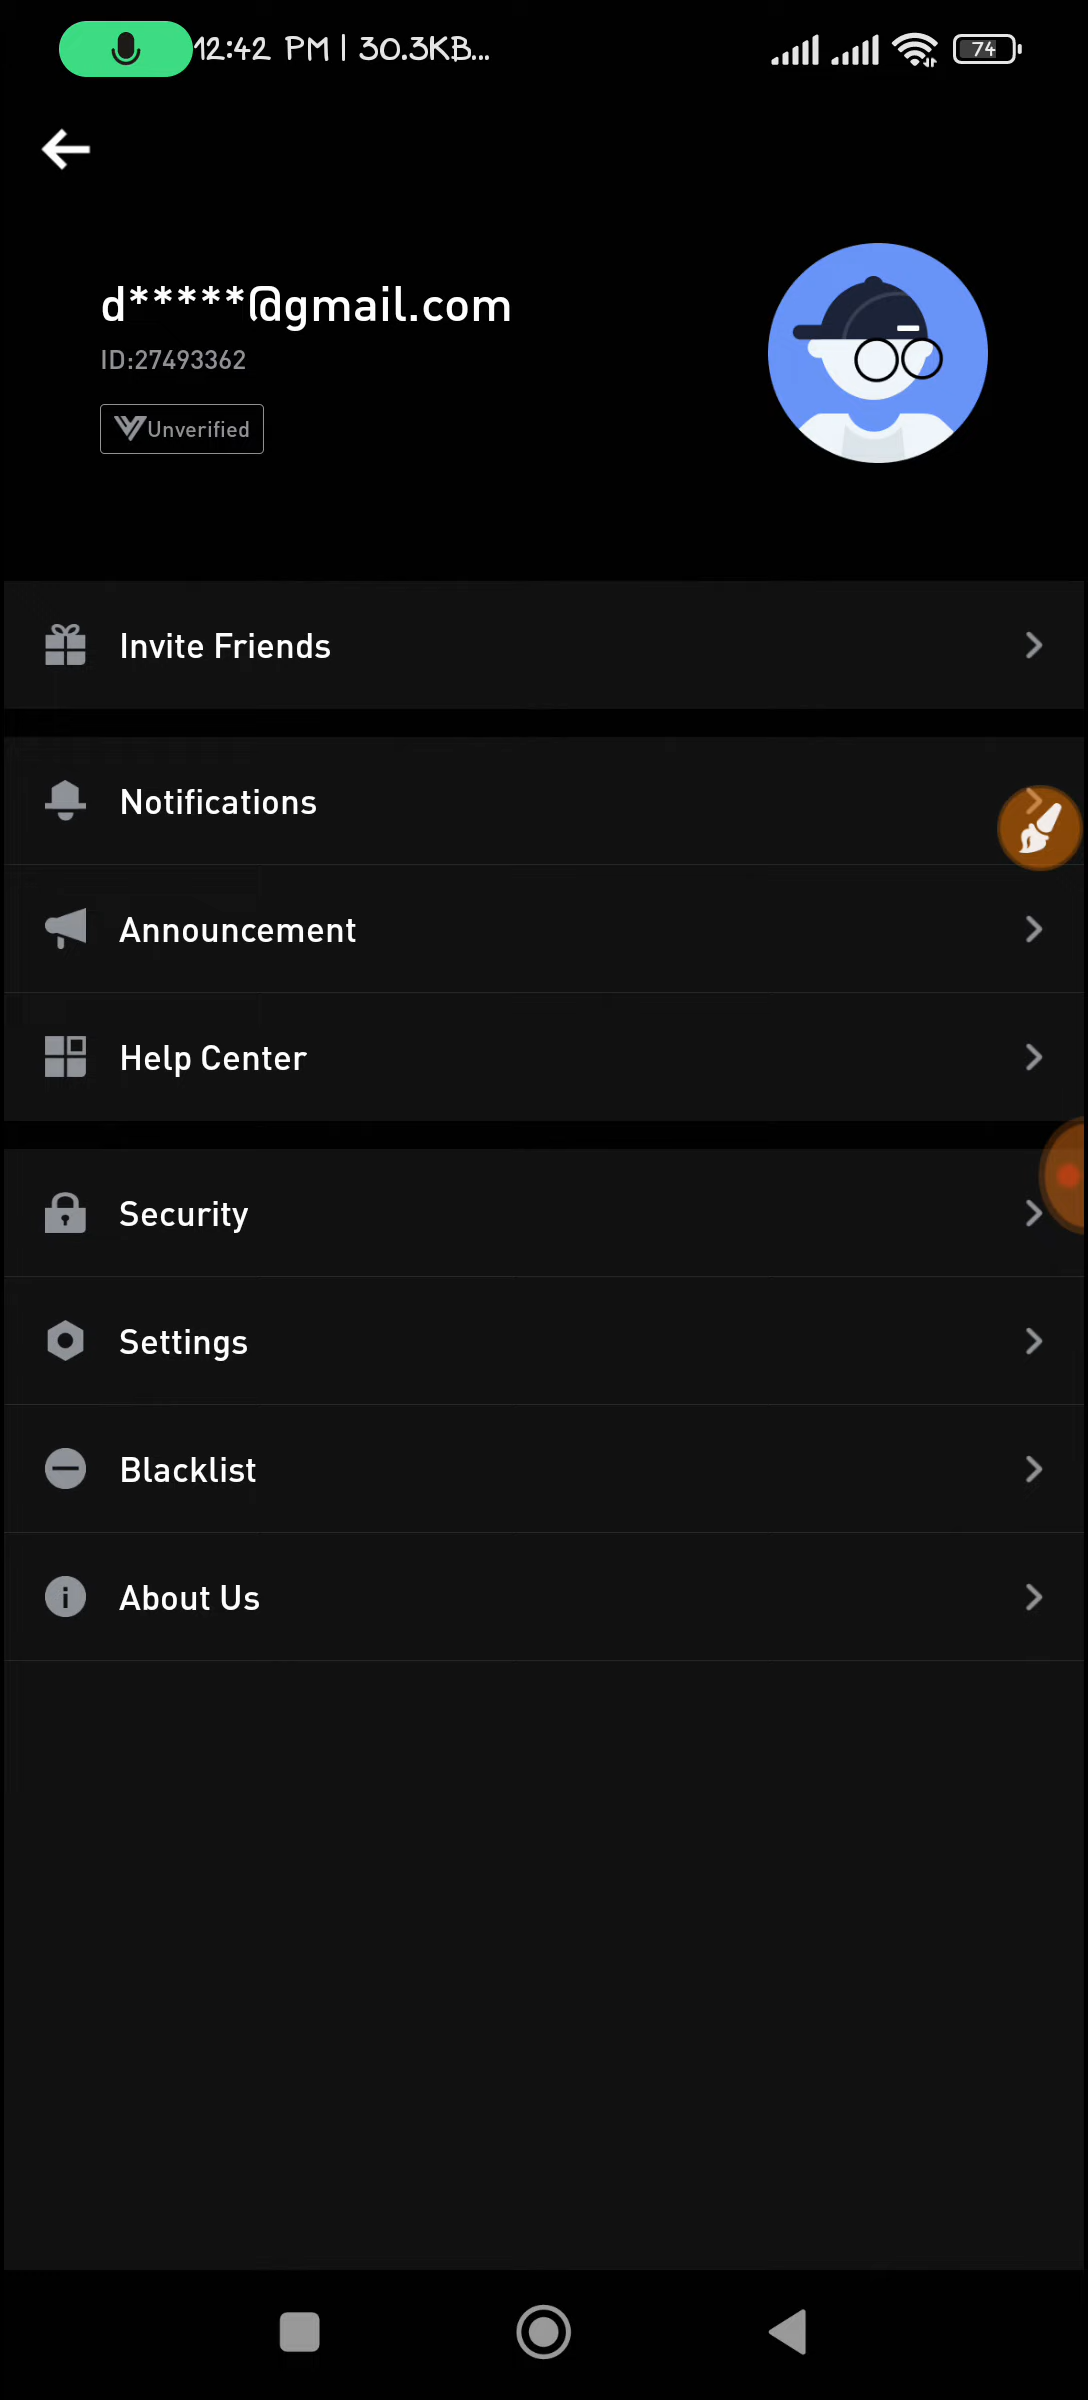 12:42 PM | 30.3KB...
74
d*****@gmail.com
ID:27493362
Unverified
Invite Friends
Notifications
Announcement
Help Center
Security
Settings
Blacklist
About Us